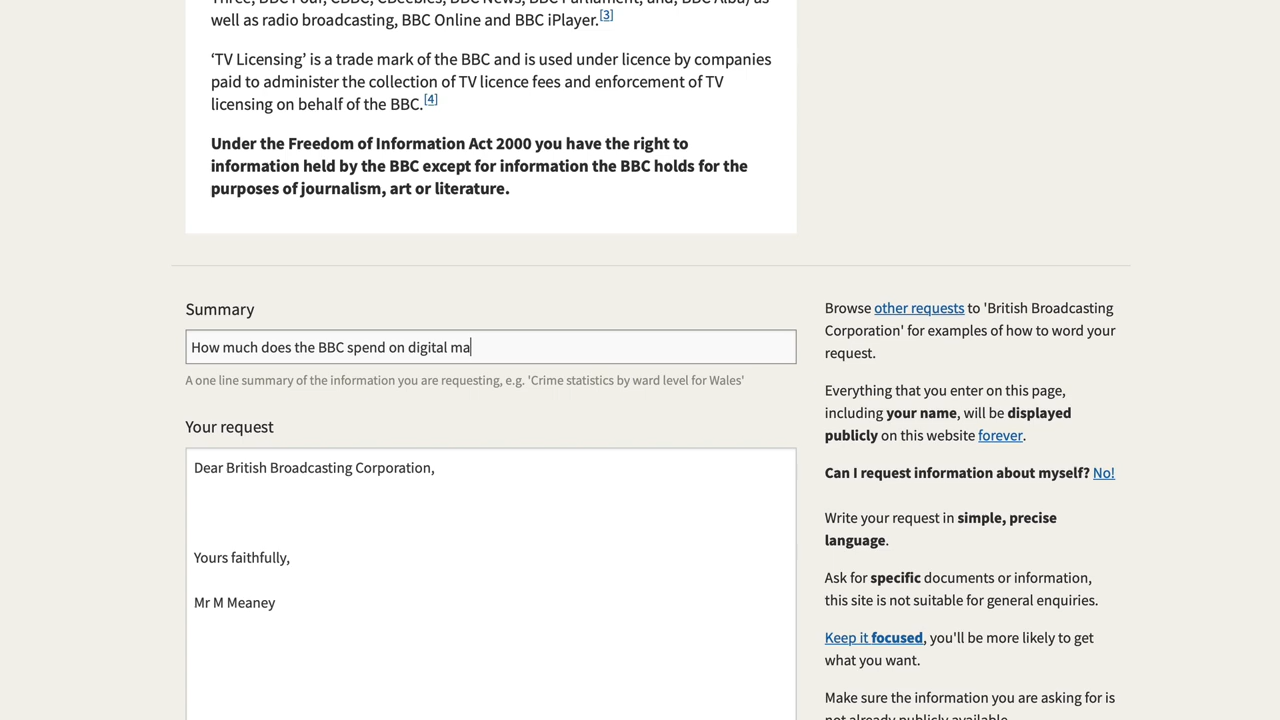 Three, BBC Four, CBBC, CBeebies, BBC News, BBC Parliament, and, BBC Alba) as
well as radio broadcasting, BBC Online and BBC iPlayer.[3]
‘TV Licensing’ is a trade mark of the BBC and is used under licence by companies
paid to administer the collection of TV licence fees and enforcement of TV
licensing on behalf of the BBC.[4]
Under the Freedom of Information Act 2000 you have the right to
information held by the BBC except for information the BBC holds for the
purposes of journalism, art or literature.
Summary
How much does the BBC spend on digital ma
A one line summary of the information you are requesting, e.g. 'Crime statistics by ward level for Wales'
Your request
Dear British Broadcasting Corporation,
Yours faithfully,
Mr M Meaney
Browse other requests to 'British Broadcasting
Corporation' for examples of how to word your
request.
Everything that you enter on this page,
including your name, will be displayed
publicly on this website forever.
Can I request information about myself? No!
Write your request in simple, precise
language.
Ask for specific documents or information,
this site is not suitable for general enquiries.
Keep it focused, you'll be more likely to get
what you want.
Make sure the information you are asking for is
not already publicly available.